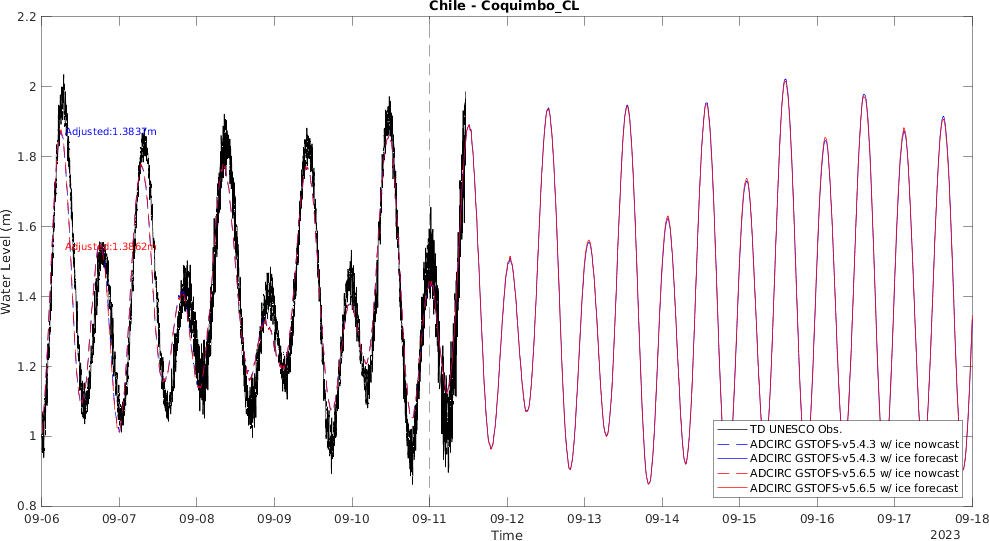 Chile - Coquimbo_CL
2.2
2
1.8
1.6
1.4
1.2
1
0.8
Water Level (m)
Adjusted:1.3837m
Adjusted:1.3862m
TD UNESCO Obs.
ADCIRC GSTOFS-v5.4.3 w/ ice nowcast
ADCIRC GSTOFS-v5.4.3 w/ ice forecast
ADCIRC GSTOFS-v5.6.5 w/ ice nowcast
ADCIRC GSTOFS-v5.6.5 w/ ice forecast
09-06 09-07 09-08 09-09 09-10 09-11 09-12 09-13 09-14 09-15 09-16 09-17 09-18
Time
2023